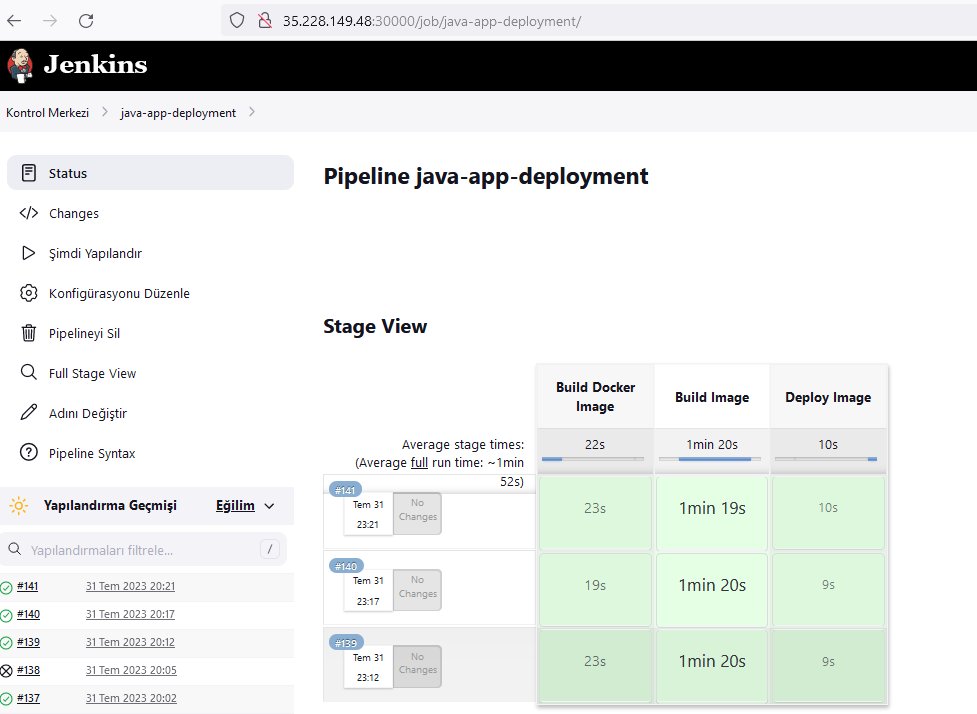 35.228.149.48:30000/job/java-app-deployment/
Jenkins
Kontrol Merkezi
java-app-deployment
Status
Changes
Şimdi Yapılandır
Konfigürasyonu Düzenle
Pipelineyi Sil
Full Stage View
Adını Değiştir
Pipeline Syntax
Yapılandırma Geçmişi Eğilim
Yapılandırmaları filtrele... /
#141 31 Tem 2023 20:21
#140 31 Tem 2023 20:17
#139 31 Tem 2023 20:12
#138 31 Tem 2023 20:05
#137 31 Tem 2023 20:02
Pipeline java-app-deployment
Stage View
Build Docker
Image
Build Image
Deploy Image
Average stage times:
(Average full run time: ~1min
52s)
22s 1min 20s 10s
#141
Tem 31
23:21
No
Changes
23s 1min 19s 10s
#140
Tem 31
23:17
No
Changes
19s 1min 20s 9s
#139
Tem 31
23:12
No
Changes
23s 1min 20s 9s